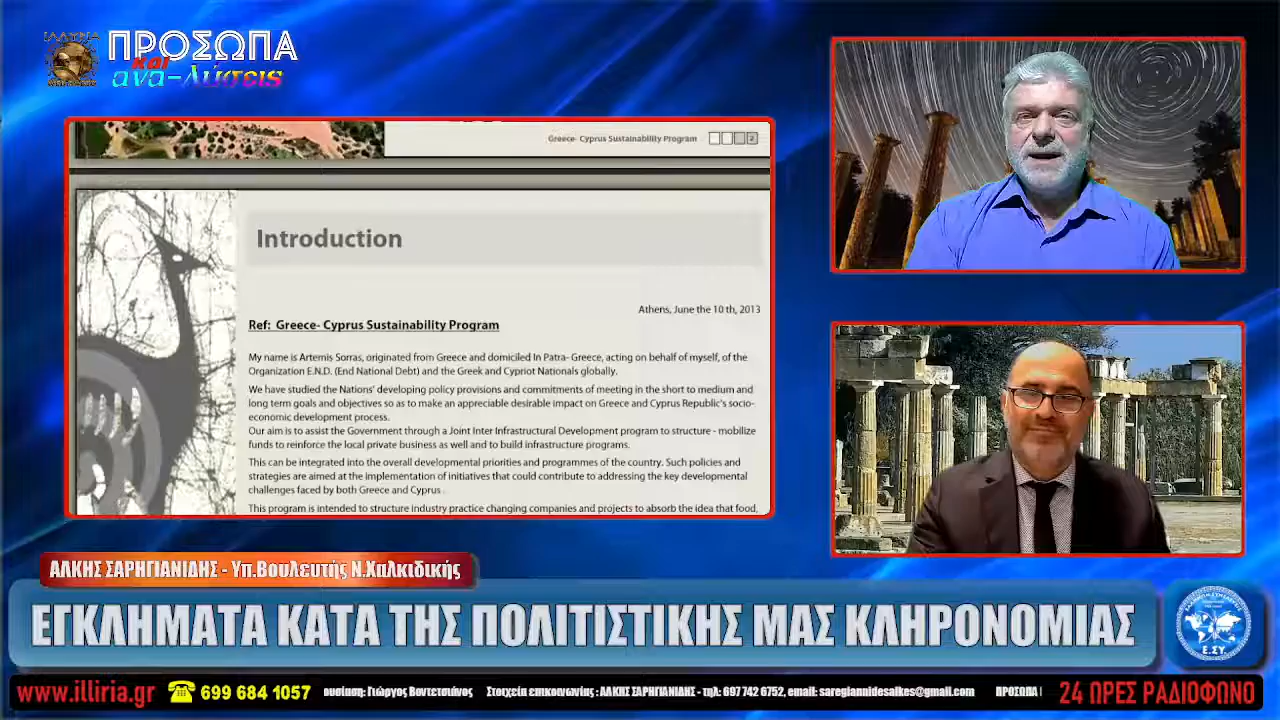 ΠΡΟΣΩΠΑ
και
ανα-λύσεις
Greece- Cyprus Sustainability Program
2
Introduction
Athens, June the 10 th, 2013
Ref: Greece- Cyprus Sustainability Program
My name is Artemis Sorras, originated from Greece and domiciled In Patra- Greece, acting on behalf of myself, of the
Organization E.N.D. (End National Debt) and the Greek and Cypriot Nationals globally.
We have studied the Nations' developing policy provisions and commitments of meeting in the short to medium and
long term goals and objectives so as to make an appreciable desirable impact on Greece and Cyprus Republic's socio-
economic development process.
Our aim is to assist the Government through a Joint Inter Infrastructural Development program to structure - mobilize
funds to reinforce the local private business as well and to build infrastructure programs.
This can be integrated into the overall developmental priorities and programmes of the country. Such policies and
strategies are aimed at the implementation of initiatives that could contribute to addressing the key developmental
challenges faced by both Greece and Cyprus .
This program is intended to structure industry practice changing companies and projects to absorb the idea that food,
ΑΛΚΗΣ ΣΑΡΗΓΙΑΝΙΔΗΣ - Υπ.Βουλευτής Ν.Χαλκιδικής
ΕΓΚΛΗΜΑΤΑ ΚΑΤΑ ΤΗΣ ΠΟΛΙΤΙΣΤΙΚΗΣ ΜΑΣ ΚΛΗΡΟΝΟΜΙΑΣ
Ε.ΣΥ.
www.illiria.gr 699 684 1057 ουσίαση: Γιώργος Βοντετσιάνος Στοιχεία επικοινωνίας : ΑΛΚΗΣ ΣΑΡΗΓΙΑΝΙΔΗΣ - τηλ: 697 742 6752, email: saregiannidesalkes@gmail.com ΠΡΟΣΩΠΑ 24 ΩΡΕΣ ΡΑΔΙΟΦΩΝΟ